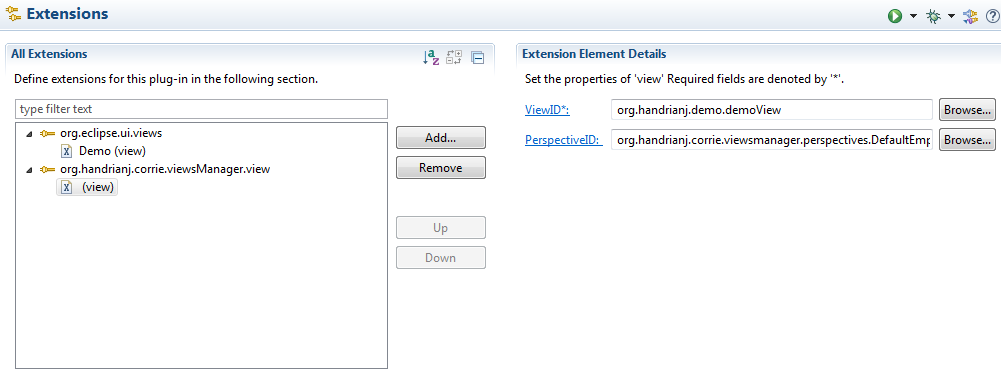 Extensions
All Extensions
Define extensions for this plug-in in the following section.
type filter text
org.eclipse.ui.views
Demo (view)
org.handrianj.corrie.viewsManager.view
(view)
Add...
Remove
Up
Down
Extension Element Details
Set the properties of 'view' Required fields are denoted by '*'.
ViewID*: org.handrianj.demo.demoView Browse...
PerspectiveID: org.handrianj.corrie.viewsmanager.perspectives.DefaultEmp Browse...